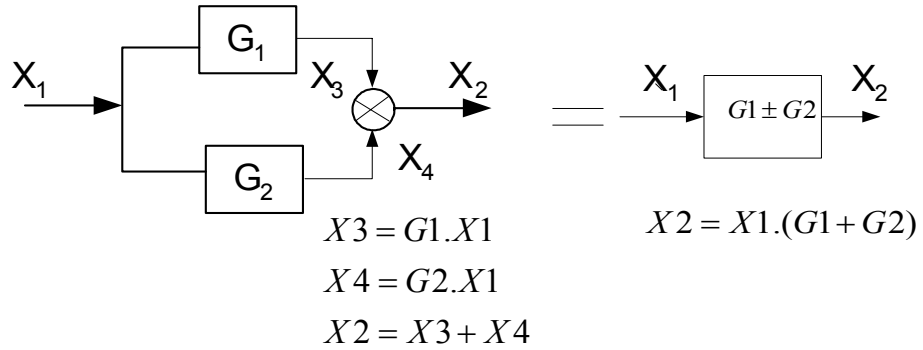 G₁
X₁
X₃
X₂
G₂
X₄
X₁
X₂
G1 ± G2
X3 = G1.X1
X4 = G2.X1
X2 = X3 + X4
X2 = X1.(G1 + G2)